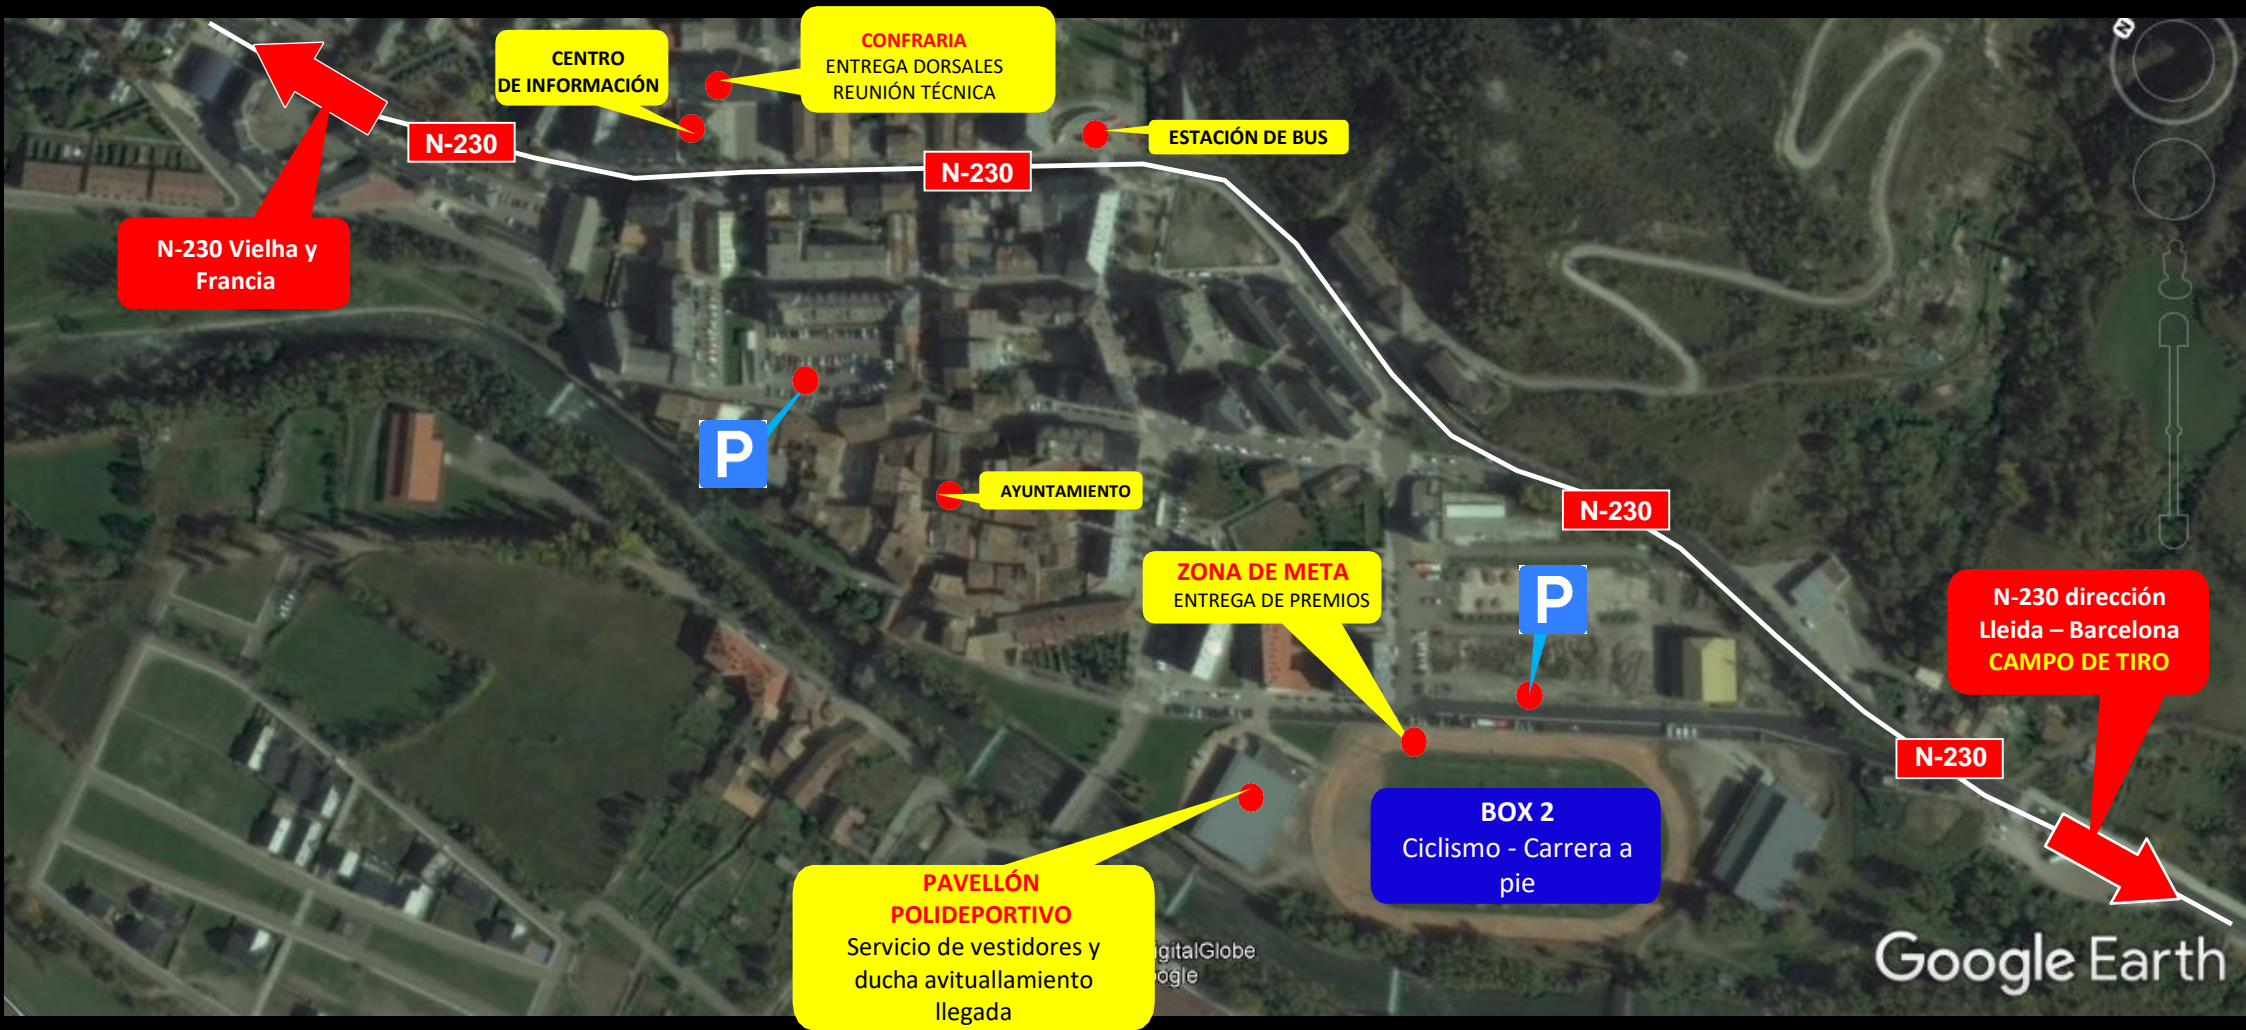 CENTRO
DE INFORMACIÓN
CONFRARIA
ENTREGA DORSALES
REUNIÓN TÉCNICA
ESTACIÓN DE BUS
N-230
N-230
N-230 Vielha y
Francia
P
AYUNTAMIENTO
N-230
ZONA DE META
ENTREGA DE PREMIOS
P
N-230 dirección
Lleida – Barcelona
CAMPO DE TIRO
N-230
BOX 2
Ciclismo - Carrera a
pie
PAVELLÓN
POLIDEPORTIVO
Servicio de vestidores y
ducha avituallamiento
llegada
igitalGlobe
ogle
Google Earth
N